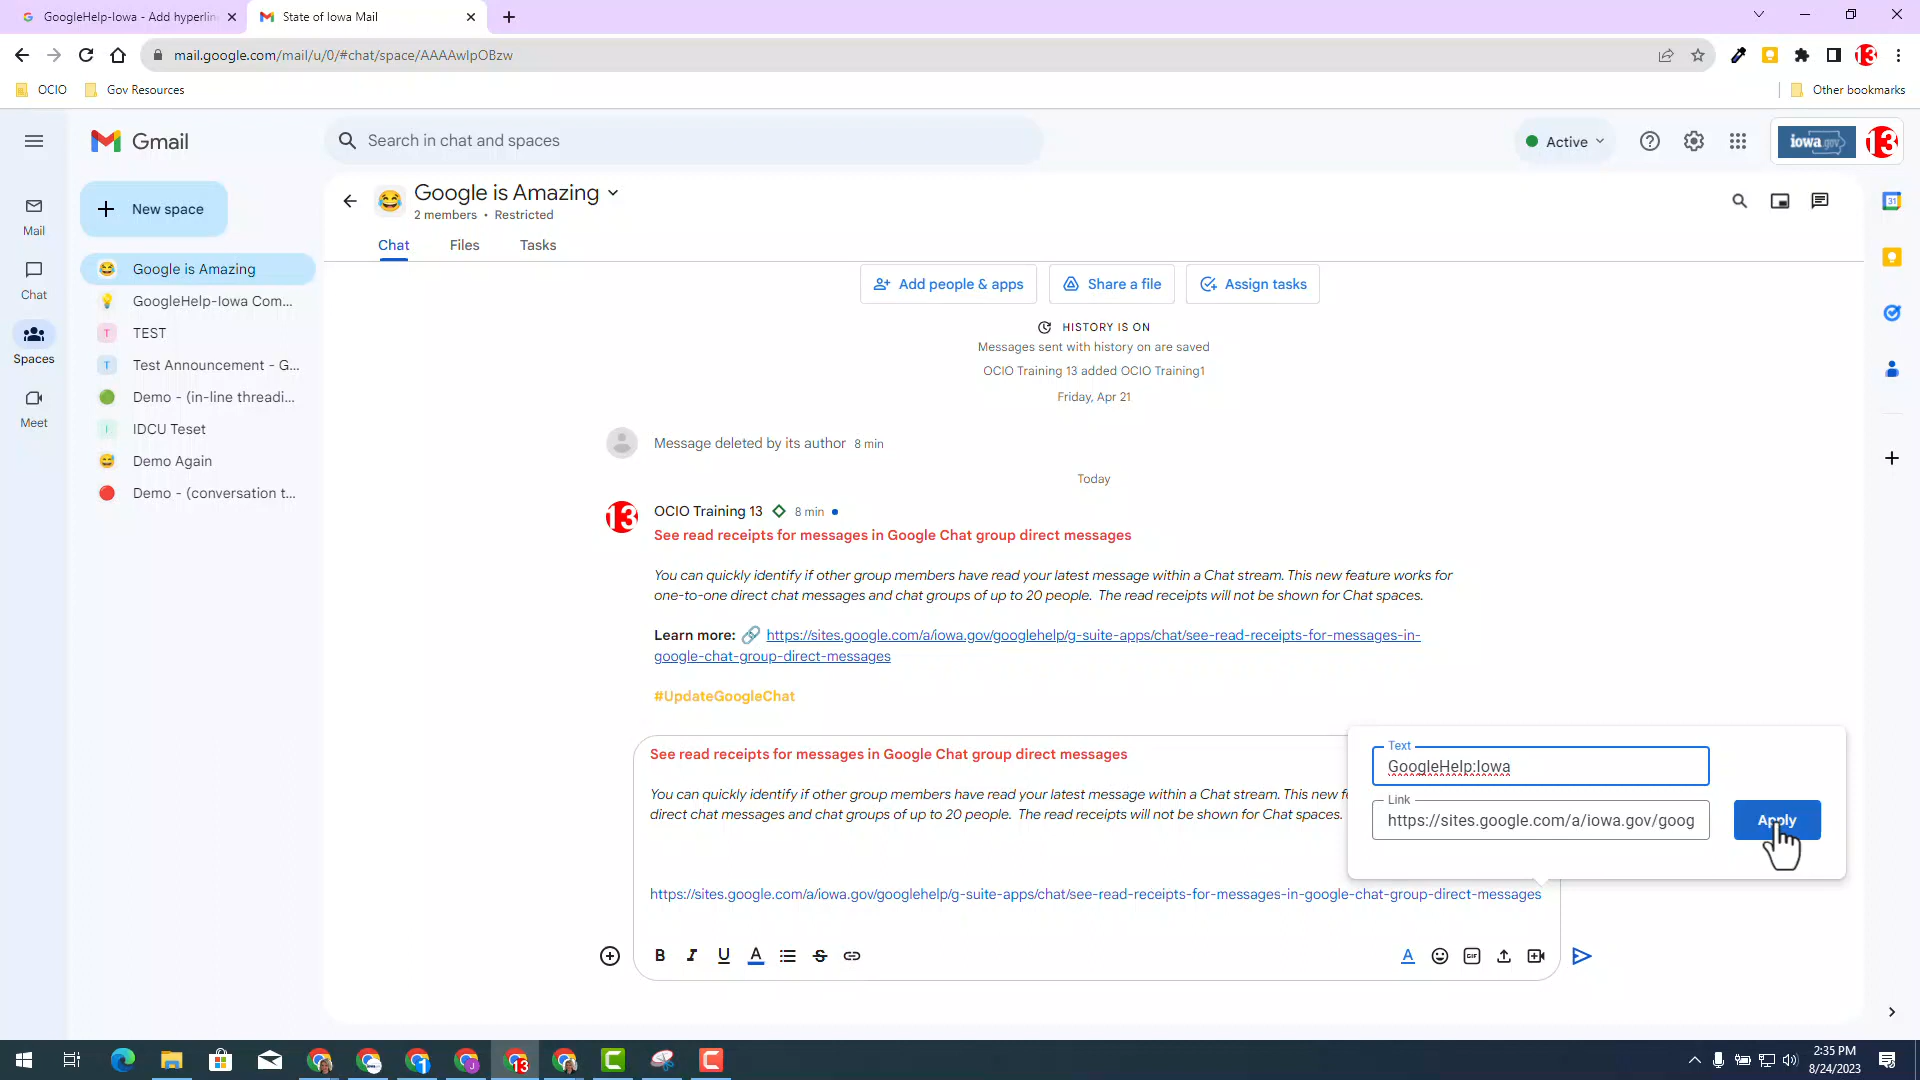 GoogleHelp-Iowa - Add hyperlin
State of Iowa Mail
mail.google.com/mail/u/0/#chat/space/AAAAwlpOBzw
13
OCIO
Gov Resources
Other bookmarks
Gmail
Search in chat and spaces
Active
iowa.gov
13
New space
Google is Amazing
2 members • Restricted
Chat
Files
Tasks
Mail
Chat
Spaces
Meet
Google is Amazing
GoogleHelp-Iowa Com...
T
TEST
T
Test Announcement - G...
Demo - (in-line threadi...
I
IDCU Teset
Demo Again
Demo - (conversation t...
31
Add people & apps
Share a file
Assign tasks
HISTORY IS ON
Messages sent with history on are saved
OCIO Training 13 added OCIO Training1
Friday, Apr 21
Message deleted by its author 8 min
Today
13
OCIO Training 13 8 min
See read receipts for messages in Google Chat group direct messages
You can quickly identify if other group members have read your latest message within a Chat stream. This new feature works for
one-to-one direct chat messages and chat groups of up to 20 people. The read receipts will not be shown for Chat spaces.
Learn more: 🔗 https://sites.google.com/a/iowa.gov/googlehelp/g-suite-apps/chat/see-read-receipts-for-messages-in-
google-chat-group-direct-messages
#UpdateGoogleChat
See read receipts for messages in Google Chat group direct messages
You can quickly identify if other group members have read your latest message within a Chat stream. This new f
direct chat messages and chat groups of up to 20 people. The read receipts will not be shown for Chat spaces.
https://sites.google.com/a/iowa.gov/googlehelp/g-suite-apps/chat/see-read-receipts-for-messages-in-google-chat-group-direct-messages
Text
GoogleHelp:Iowa
Link
https://sites.google.com/a/iowa.gov/goog
Apply
B I U A S
A GIF
13
2:35 PM
8/24/2023